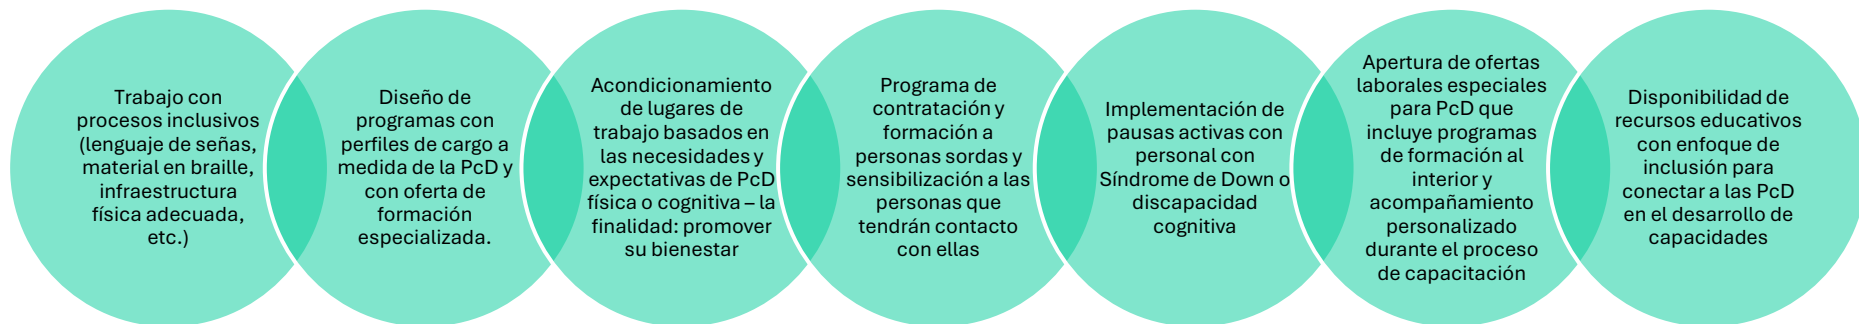 Trabajo con
procesos inclusivos
(lenguaje de señas,
material en braille,
infraestructura
física adecuada,
etc.)
Diseño de
programas con
perfiles de cargo a
medida de la PcD y
con oferta de
formación
especializada.
Acondicionamiento
de lugares de
trabajo basados en
las necesidades y
expectativas de PcD
física o cognitiva – la
finalidad: promover
su bienestar
Programa de
contratación y
formación a
personas sordas y
sensibilización a las
personas que
tendrán contacto
con ellas
Implementación de
pausas activas con
personal con
Síndrome de Down o
discapacidad
cognitiva
Apertura de ofertas
laborales especiales
para PcD que
incluye programas
de formación al
interior y
acompañamiento
personalizado
durante el proceso
de capacitación
Disponibilidad de
recursos educativos
con enfoque de
inclusión para
conectar a las PcD
en el desarrollo de
capacidades